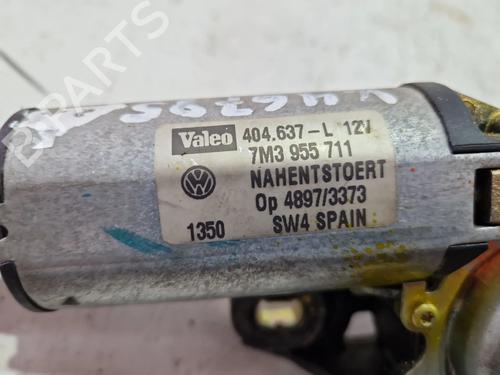 Valeo 404.637-L 12V
7M3 955 711
NAHENTSTOERT
Op 4897/3373
1350 SW4 SPAIN